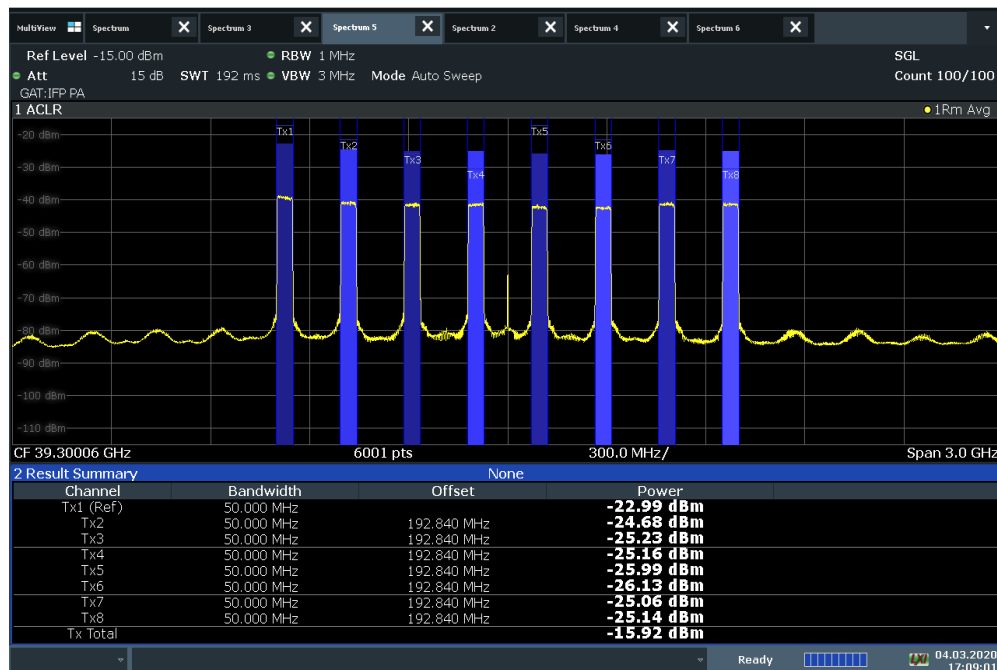 MultiView Spectrum Spectrum 3 Spectrum 5 Spectrum 2 Spectrum 4 Spectrum 6
Ref Level -15.00 dBm RBW 1 MHz SGL
Att 15 dB SWT 192 ms VBW 3 MHz Mode Auto Sweep Count 100/100
GAT:IFP PA
1 ACLR 1Rm Avg
-20 dBm Tx1 Tx5
Tx2 Tx6
Tx3 Tx7
-30 dBm
Tx4 Tx8
-40 dBm
-50 dBm
-60 dBm
-70 dBm
-80 dBm
-90 dBm
-100 dBm
-110 dBm
CF 39.30006 GHz 6001 pts 300.0 MHz/ Span 3.0 GHz
2 Result Summary None
Channel Bandwidth Offset Power
Tx1 (Ref) 50.000 MHz -22.99 dBm
Tx2 50.000 MHz 192.840 MHz -24.68 dBm
Tx3 50.000 MHz 192.840 MHz -25.23 dBm
Tx4 50.000 MHz 192.840 MHz -25.16 dBm
Tx5 50.000 MHz 192.840 MHz -25.99 dBm
Tx6 50.000 MHz 192.840 MHz -26.13 dBm
Tx7 50.000 MHz 192.840 MHz -25.06 dBm
Tx8 50.000 MHz 192.840 MHz -25.14 dBm
Tx Total -15.92 dBm
Ready LXI 04.03.2020
17:09:01